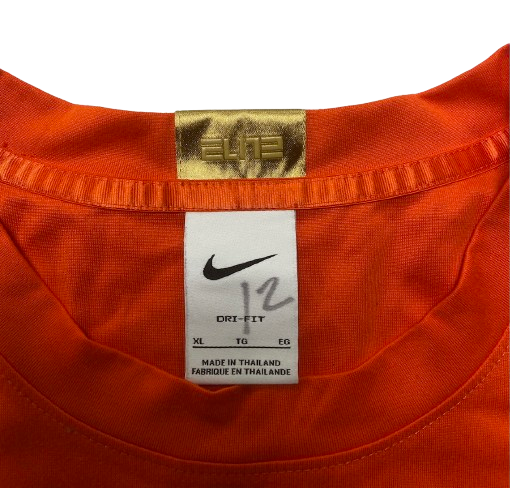 ELITE
12
DRI-FIT
XL TG EG
MADE IN THAILAND
FABRIQUE EN THAILANDE